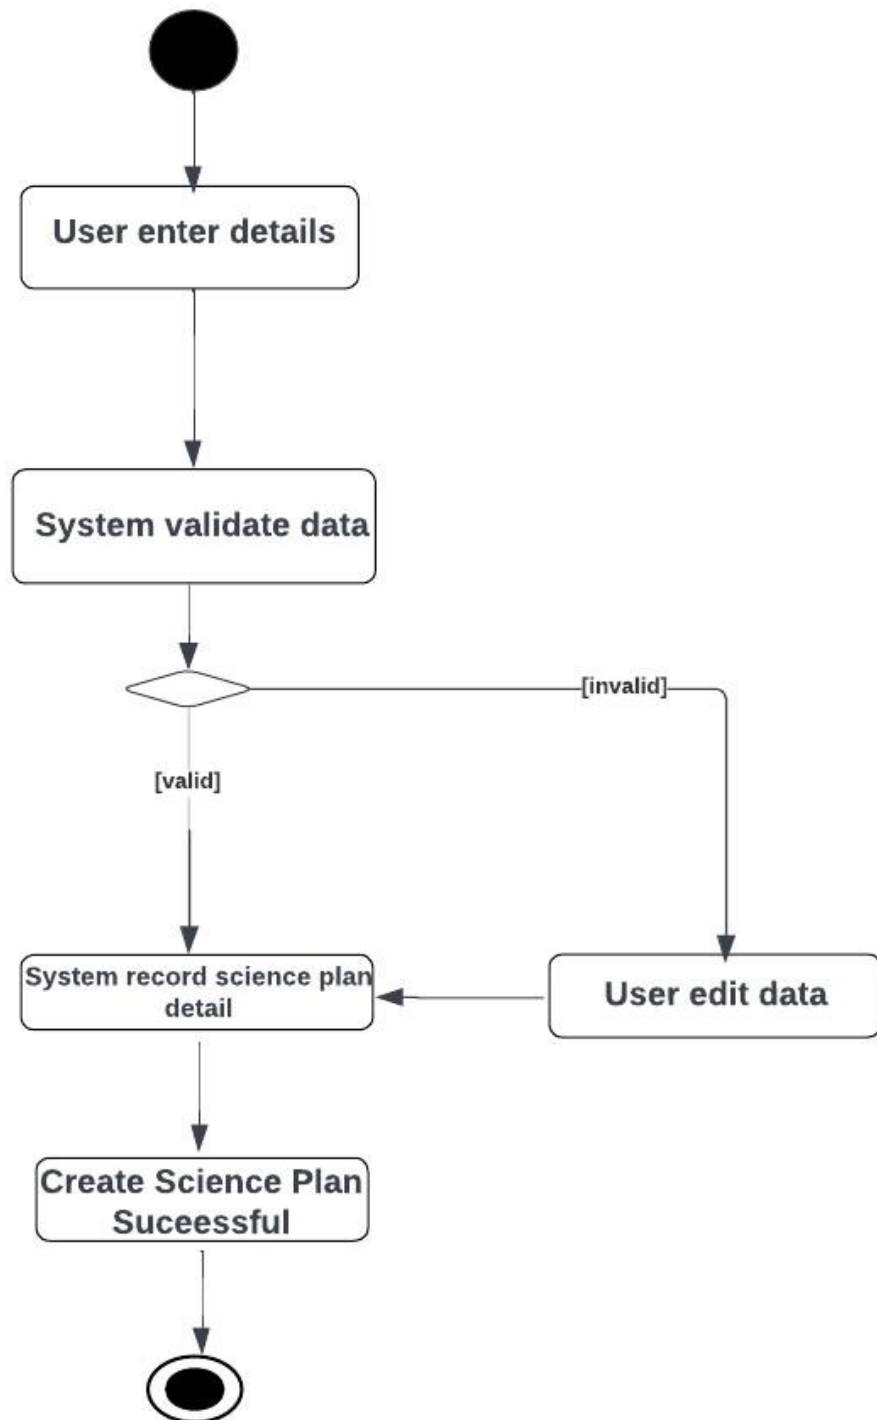 User enter details
System validate data
[invalid]
[valid]
System record science plan
detail
User edit data
Create Science Plan
Suceessful